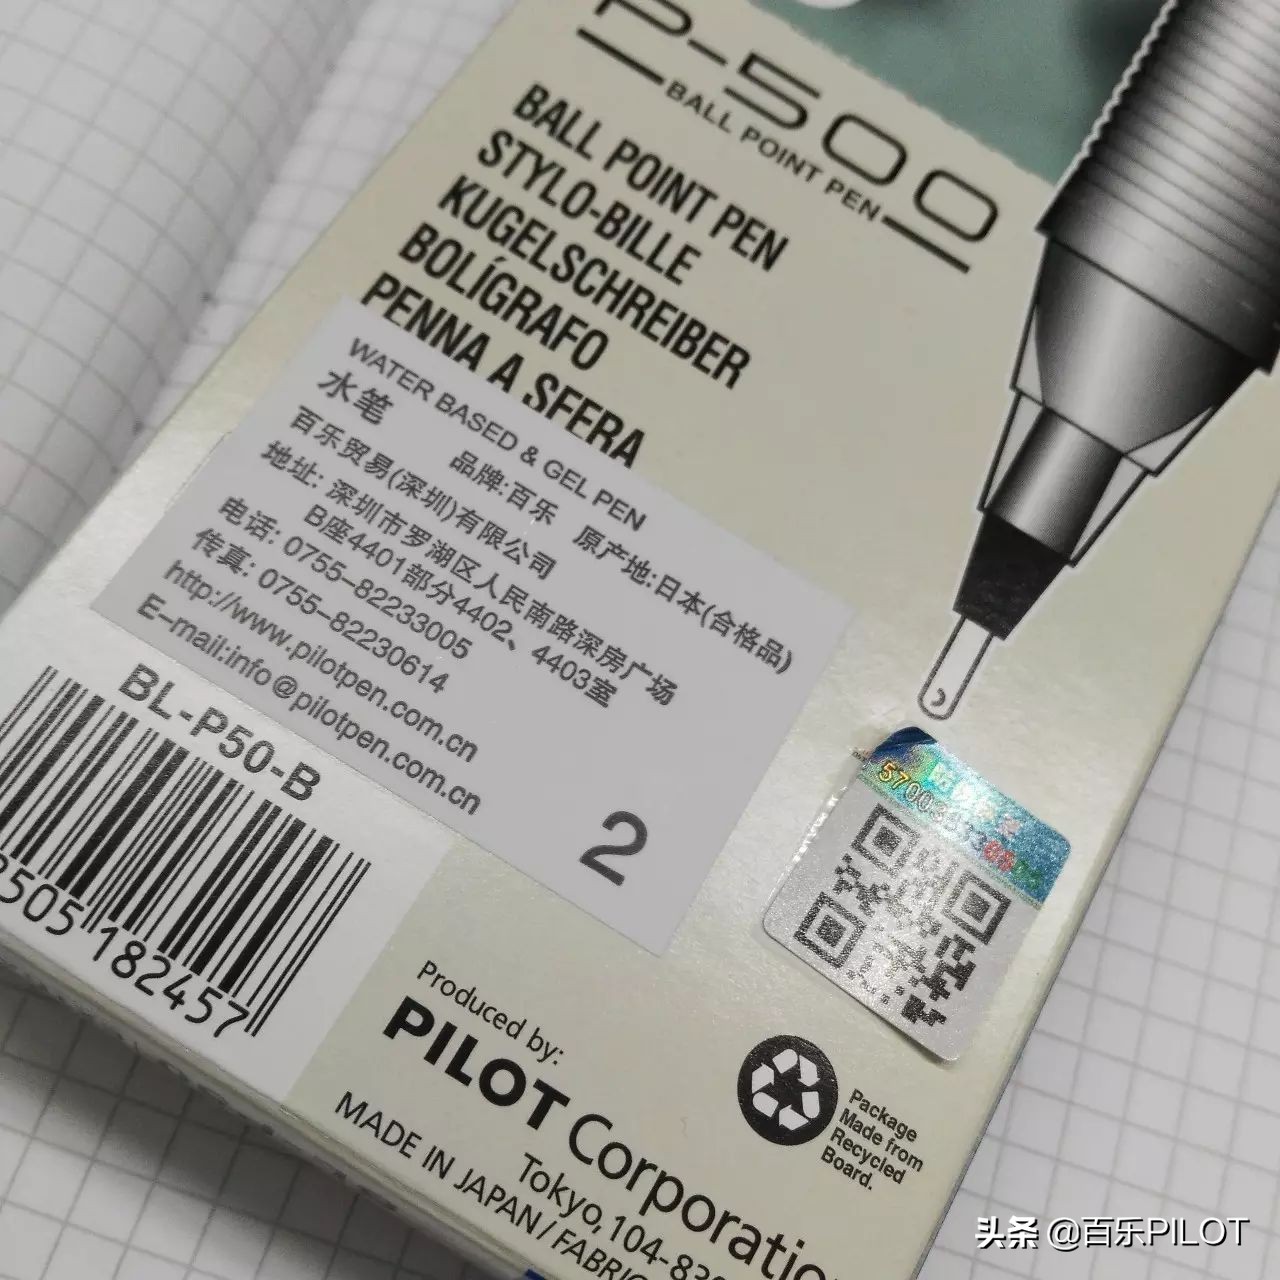 P-500
BALL POINT PEN
BALL POINT PEN
STYLO-BILLE
KUGELSCHREIBER
BOLÍGRAFO
PENNA A SFERA
WATER BASED & GEL PEN
水笔 品牌:百乐 原产地:日本(合格品)
百乐贸易(深圳)有限公司
地址: 深圳市罗湖区人民南路深房广场
B座4401部分4402、4403室
电话: 0755-82233005
传真: 0755-82230614
http://www.pilotpen.com.cn
E-mail:info@pilotpen.com.cn
2
BL-P50-B
505 182457
Produced by:
PILOT Corporation
Tokyo, 104-83
MADE IN JAPAN/FABRI
Package
Made from
Recycled
Board.
头条 @百乐PILOT